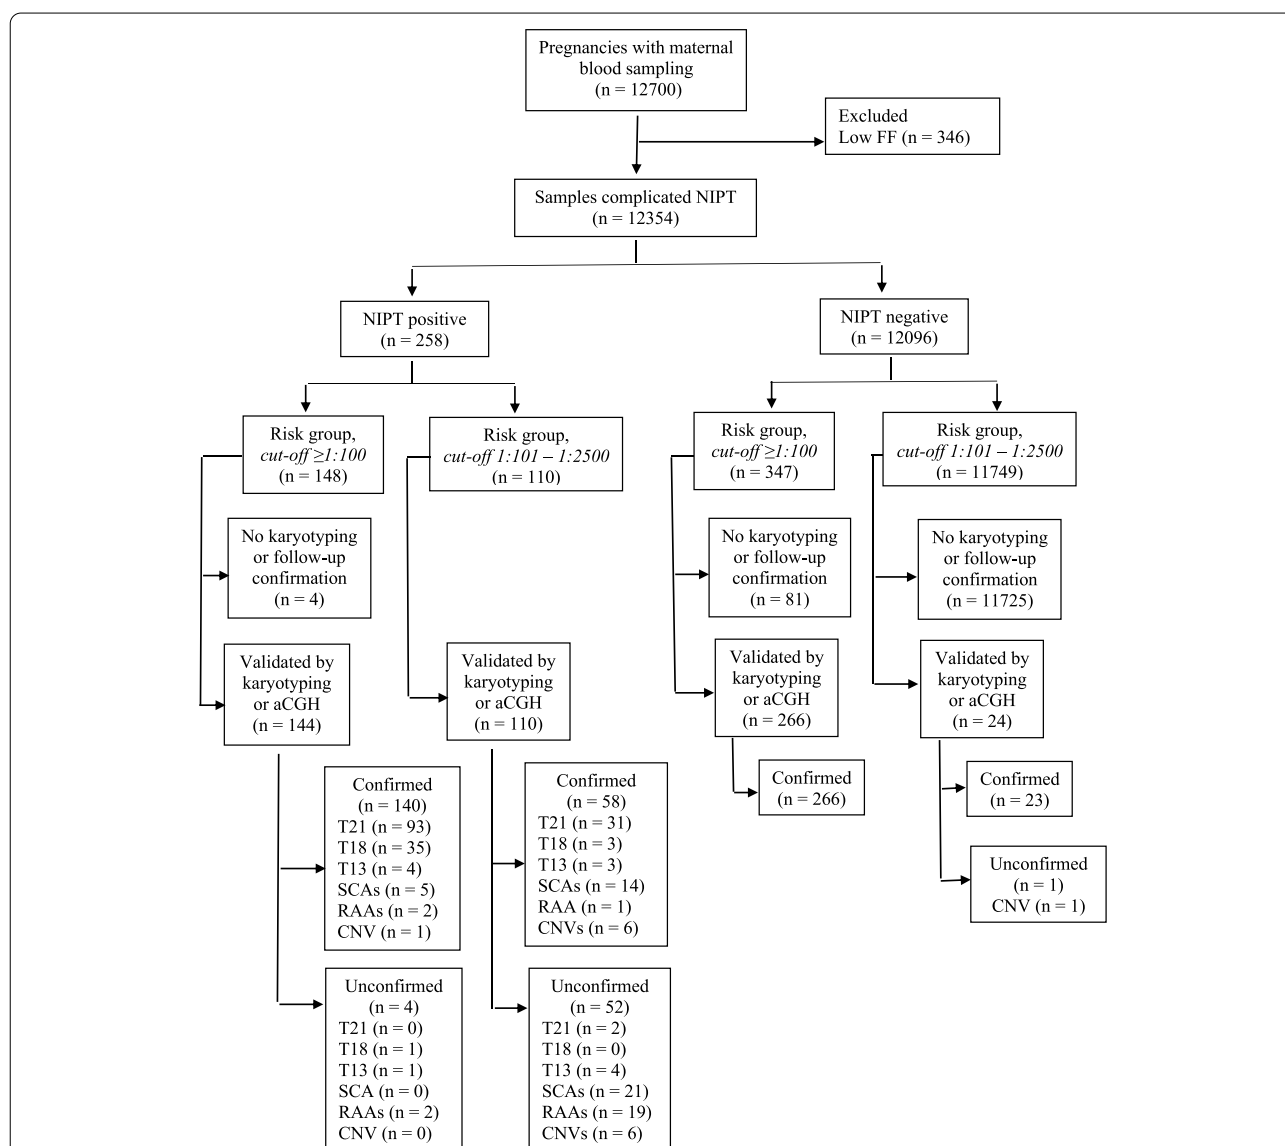 Pregnancies with maternal
blood sampling
(n = 12700)
Excluded
Low FF (n = 346)
Samples complicated NIPT
(n = 12354)
NIPT positive
(n = 258)
NIPT negative
(n = 12096)
Risk group,
cut-off ≥1:100
(n = 148)
Risk group,
cut-off 1:101 – 1:2500
(n = 110)
Risk group,
cut-off ≥1:100
(n = 347)
Risk group,
cut-off 1:101 – 1:2500
(n = 11749)
No karyotyping
or follow-up
confirmation
(n = 4)
No karyotyping
or follow-up
confirmation
(n = 81)
No karyotyping
or follow-up
confirmation
(n = 11725)
Validated by
karyotyping
or aCGH
(n = 144)
Validated by
karyotyping
or aCGH
(n = 110)
Validated by
karyotyping
or aCGH
(n = 266)
Validated by
karyotyping
or aCGH
(n = 24)
Confirmed
(n = 140)
T21 (n = 93)
T18 (n = 35)
T13 (n = 4)
SCAs (n = 5)
RAAs (n = 2)
CNV (n = 1)
Confirmed
(n = 58)
T21 (n = 31)
T18 (n = 3)
T13 (n = 3)
SCAs (n = 14)
RAA (n = 1)
CNVs (n = 6)
Confirmed
(n = 266)
Confirmed
(n = 23)
Unconfirmed
(n = 1)
CNV (n = 1)
Unconfirmed
(n = 4)
T21 (n = 0)
T18 (n = 1)
T13 (n = 1)
SCA (n = 0)
RAAs (n = 2)
CNV (n = 0)
Unconfirmed
(n = 52)
T21 (n = 2)
T18 (n = 0)
T13 (n = 4)
SCAs (n = 21)
RAAs (n = 19)
CNVs (n = 6)